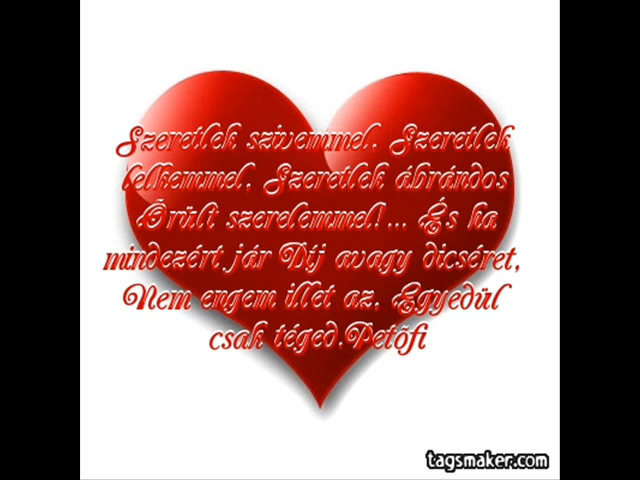 Szeretlek szivemmel, Szeretlek
lelkemmel, Szeretlek ábrándos
Őrült szerelemmel!... És ha
mindezért jár Díj avagy dicséret,
Nem engem illet az, Egyedül
csak téged.Petőfi
tagsmaker.com